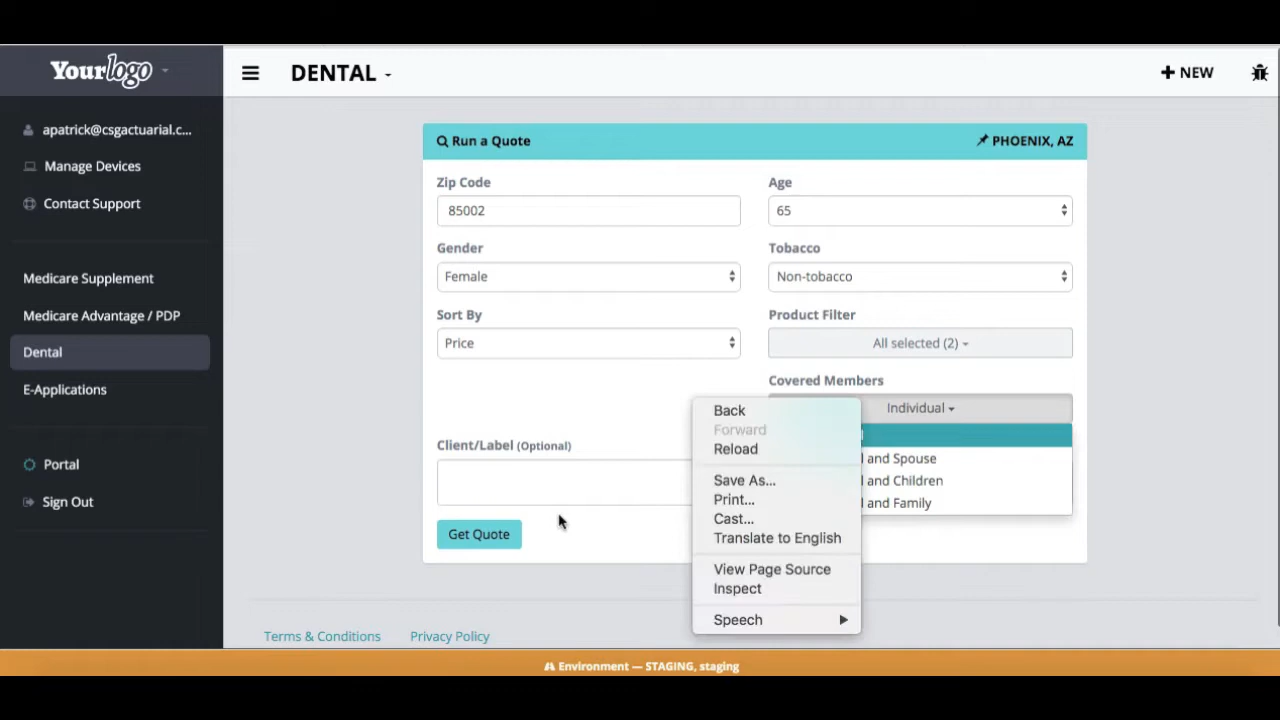 Yourlogo
DENTAL
NEW
apatrick@csgactuarial.c...
Manage Devices
Contact Support
Medicare Supplement
Medicare Advantage / PDP
Dental
E-Applications
Portal
Sign Out
Run a Quote
PHOENIX, AZ
Zip Code
Age
85002
65
Gender
Tobacco
Female
Non-tobacco
Sort By
Product Filter
Price
All selected (2)
Covered Members
Individual
l and Spouse
l and Children
l and Family
Client/Label (Optional)
Get Quote
Back
Forward
Reload
Save As...
Print...
Cast...
Translate to English
View Page Source
Inspect
Speech
Terms & Conditions
Privacy Policy
Environment — STAGING, staging